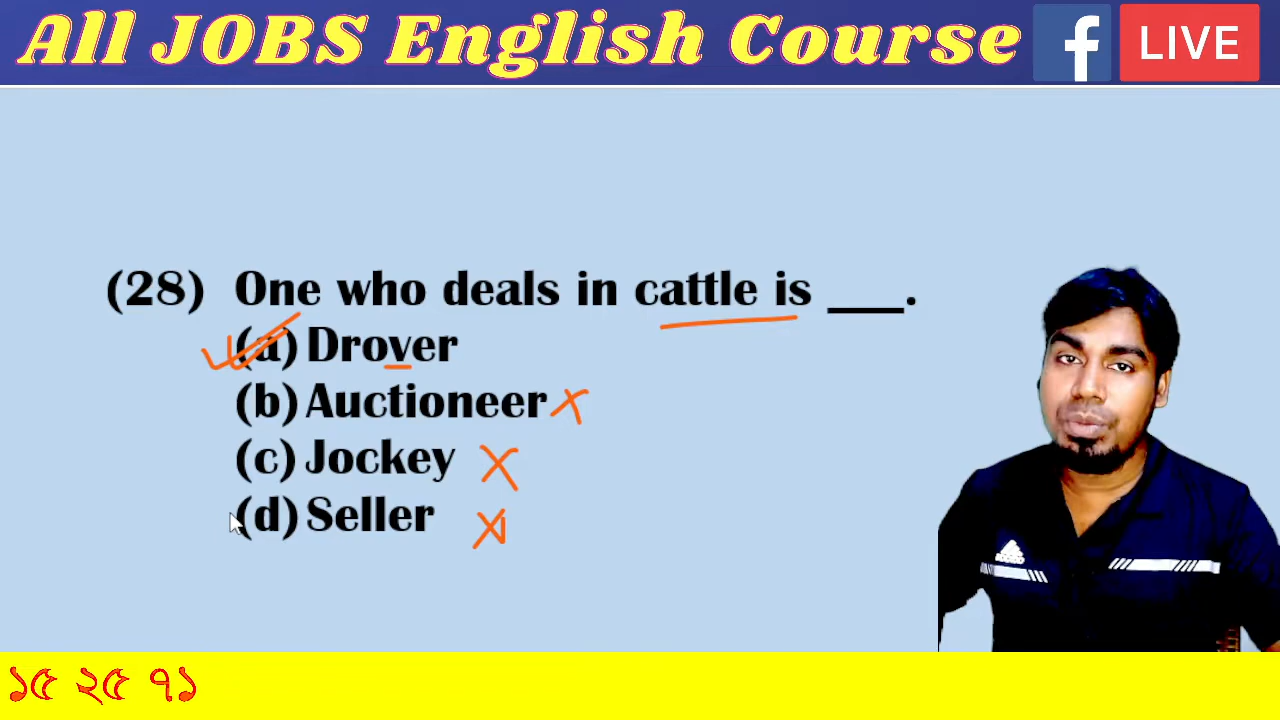 All JOBS English Course f LIVE
(28) One who deals in cattle is ___.
(a) Drover
(b) Auctioneer
(c) Jockey
(d) Seller
১৫ ২৫ ৭১